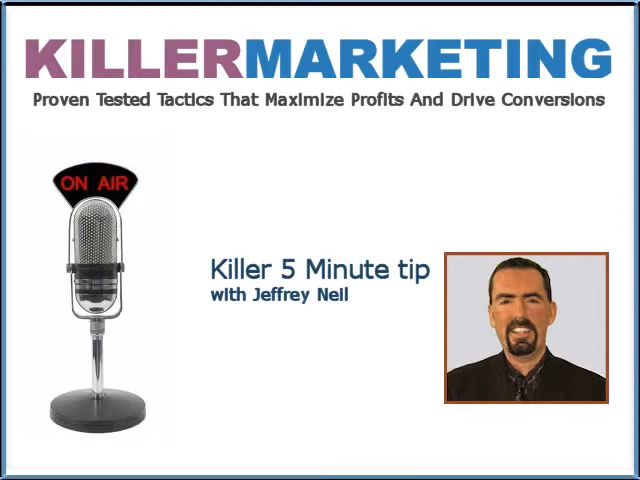 KILLERMARKETING
Proven Tested Tactics That Maximize Profits And Drive Conversions
ON AIR
Killer 5 Minute tip
with Jeffrey Nell